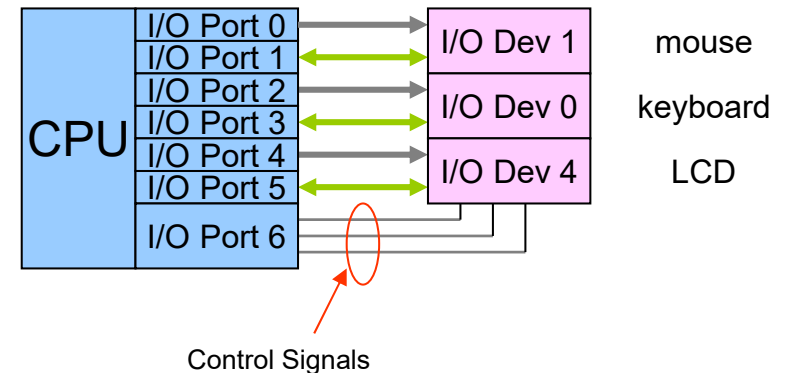 CPU
I/O Port 0
I/O Port 1
I/O Port 2
I/O Port 3
I/O Port 4
I/O Port 5
I/O Port 6
I/O Dev 1
I/O Dev 0
I/O Dev 4
mouse
keyboard
LCD
Control Signals